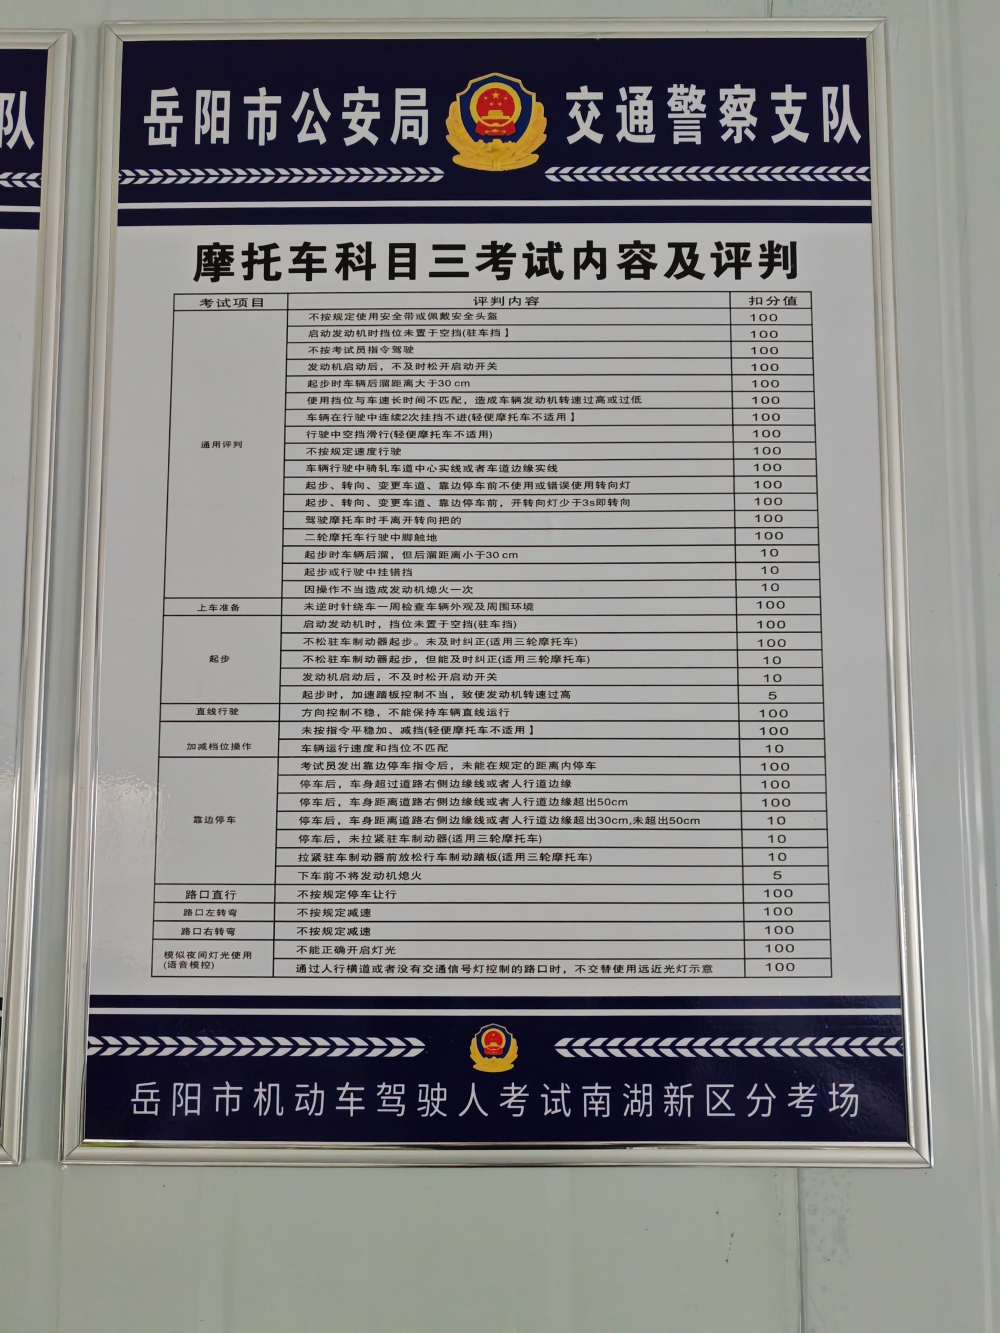 队
岳阳市公安局 交通警察支队
摩托车科目三考试内容及评判
考试项目 评判内容 扣分值
通用评判
不按规定使用安全带或佩戴安全头盔 100
启动发动机时挡位未置于空挡(驻车挡】 100
不按考试员指令驾驶 100
发动机启动后，不及时松开启动开关 100
起步时车辆后溜距离大于30 cm 100
使用挡位与车速长时间不匹配，造成车辆发动机转速过高或过低 100
车辆在行驶中连续2次挂挡不进(轻便摩托车不适用】 100
行驶中空挡滑行(轻便摩托车不适用) 100
不按规定速度行驶 100
车辆行驶中骑轧车道中心实线或者车道边缘实线 100
起步、转向、变更车道、靠边停车前不使用或错误使用转向灯 100
起步、转向、变更车道、靠边停车前，开转向灯少于3s即转向 100
驾驶摩托车时手离开转向把的 100
二轮摩托车行驶中脚触地 100
起步时车辆后溜，但后溜距离小于30 cm 10
起步或行驶中挂错挡 10
因操作不当造成发动机熄火一次 10
上车准备 未逆时针绕车一周检查车辆外观及周围环境 100
起步
启动发动机时，挡位未置于空挡(驻车挡) 100
不松驻车制动器起步。未及时纠正(适用三轮摩托车) 100
不松驻车制动器起步，但能及时纠正(适用三轮摩托车) 10
发动机启动后，不及时松开启动开关 10
起步时，加速踏板控制不当，致使发动机转速过高 5
直线行驶 方向控制不稳，不能保持车辆直线运行 100
加减档位操作
未按指令平稳加、减挡(轻便摩托车不适用】 100
车辆运行速度和挡位不匹配 10
靠边停车
考试员发出靠边停车指令后，未能在规定的距离内停车 100
停车后，车身超过道路右侧边缘线或者人行道边缘 100
停车后，车身距离道路右侧边缘线或者人行道边缘超出50cm 100
停车后，车身距离道路右侧边缘线或者人行道边缘超出30cm,未超出50cm 10
停车后，未拉紧驻车制动器(适用三轮摩托车) 10
拉紧驻车制动器前放松行车制动踏板(适用三轮摩托车) 10
下车前不将发动机熄火 5
路口直行 不按规定停车让行 100
路口左转弯 不按规定减速 100
路口右转弯 不按规定减速 100
模似夜间灯光使用
(语音模控)
不能正确开启灯光 100
通过人行横道或者没有交通信号灯控制的路口时，不交替使用远近光灯示意 100
岳阳市机动车驾驶人考试南湖新区分考场